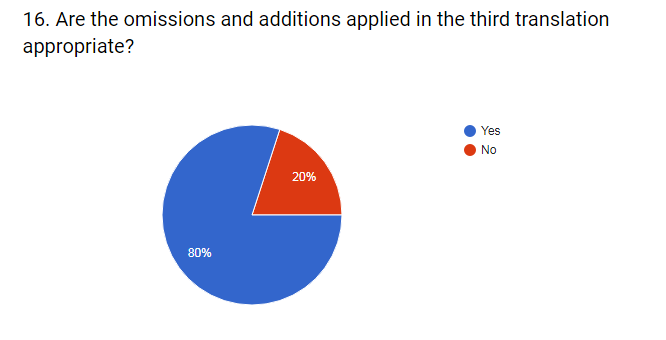 16. Are the omissions and additions applied in the third translation
appropriate?
Yes
No
20%
80%